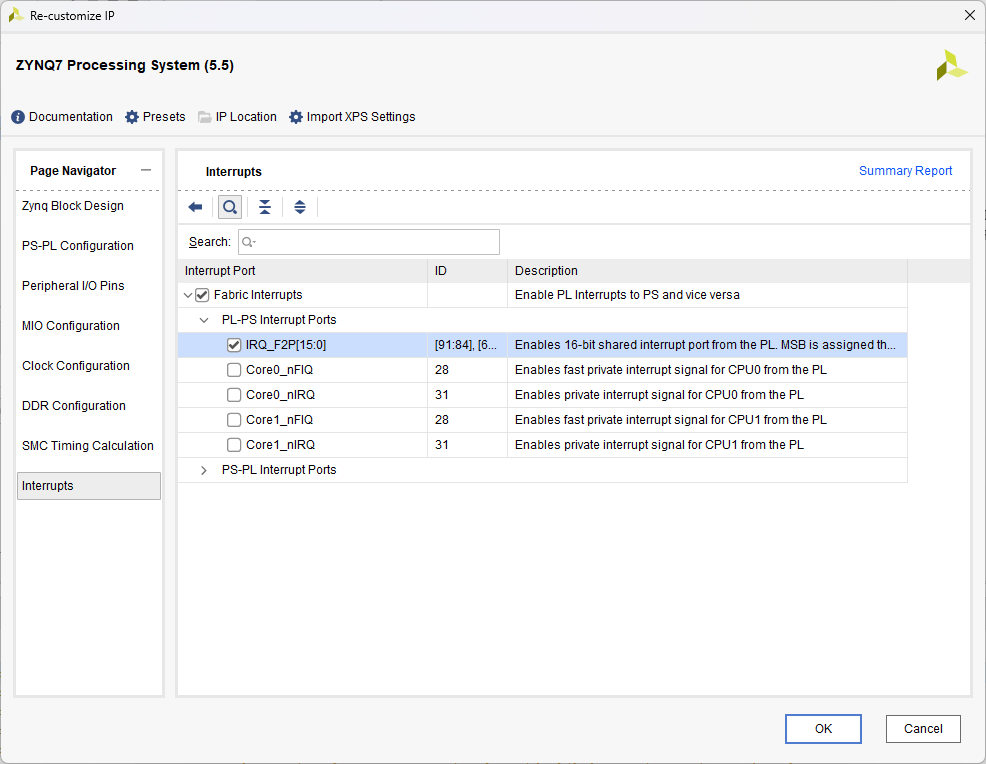 Re-customize IP
ZYNQ7 Processing System (5.5)
Documentation Presets IP Location Import XPS Settings
Page Navigator
Zynq Block Design
PS-PL Configuration
Peripheral I/O Pins
MIO Configuration
Clock Configuration
DDR Configuration
SMC Timing Calculation
Interrupts
Interrupts Summary Report
Search:
Interrupt Port ID Description
Fabric Interrupts Enable PL Interrupts to PS and vice versa
PL-PS Interrupt Ports
IRQ_F2P[15:0] [91:84], [6... Enables 16-bit shared interrupt port from the PL. MSB is assigned th...
Core0_nFIQ 28 Enables fast private interrupt signal for CPU0 from the PL
Core0_nIRQ 31 Enables private interrupt signal for CPU0 from the PL
Core1_nFIQ 28 Enables fast private interrupt signal for CPU1 from the PL
Core1_nIRQ 31 Enables private interrupt signal for CPU1 from the PL
PS-PL Interrupt Ports
OK Cancel